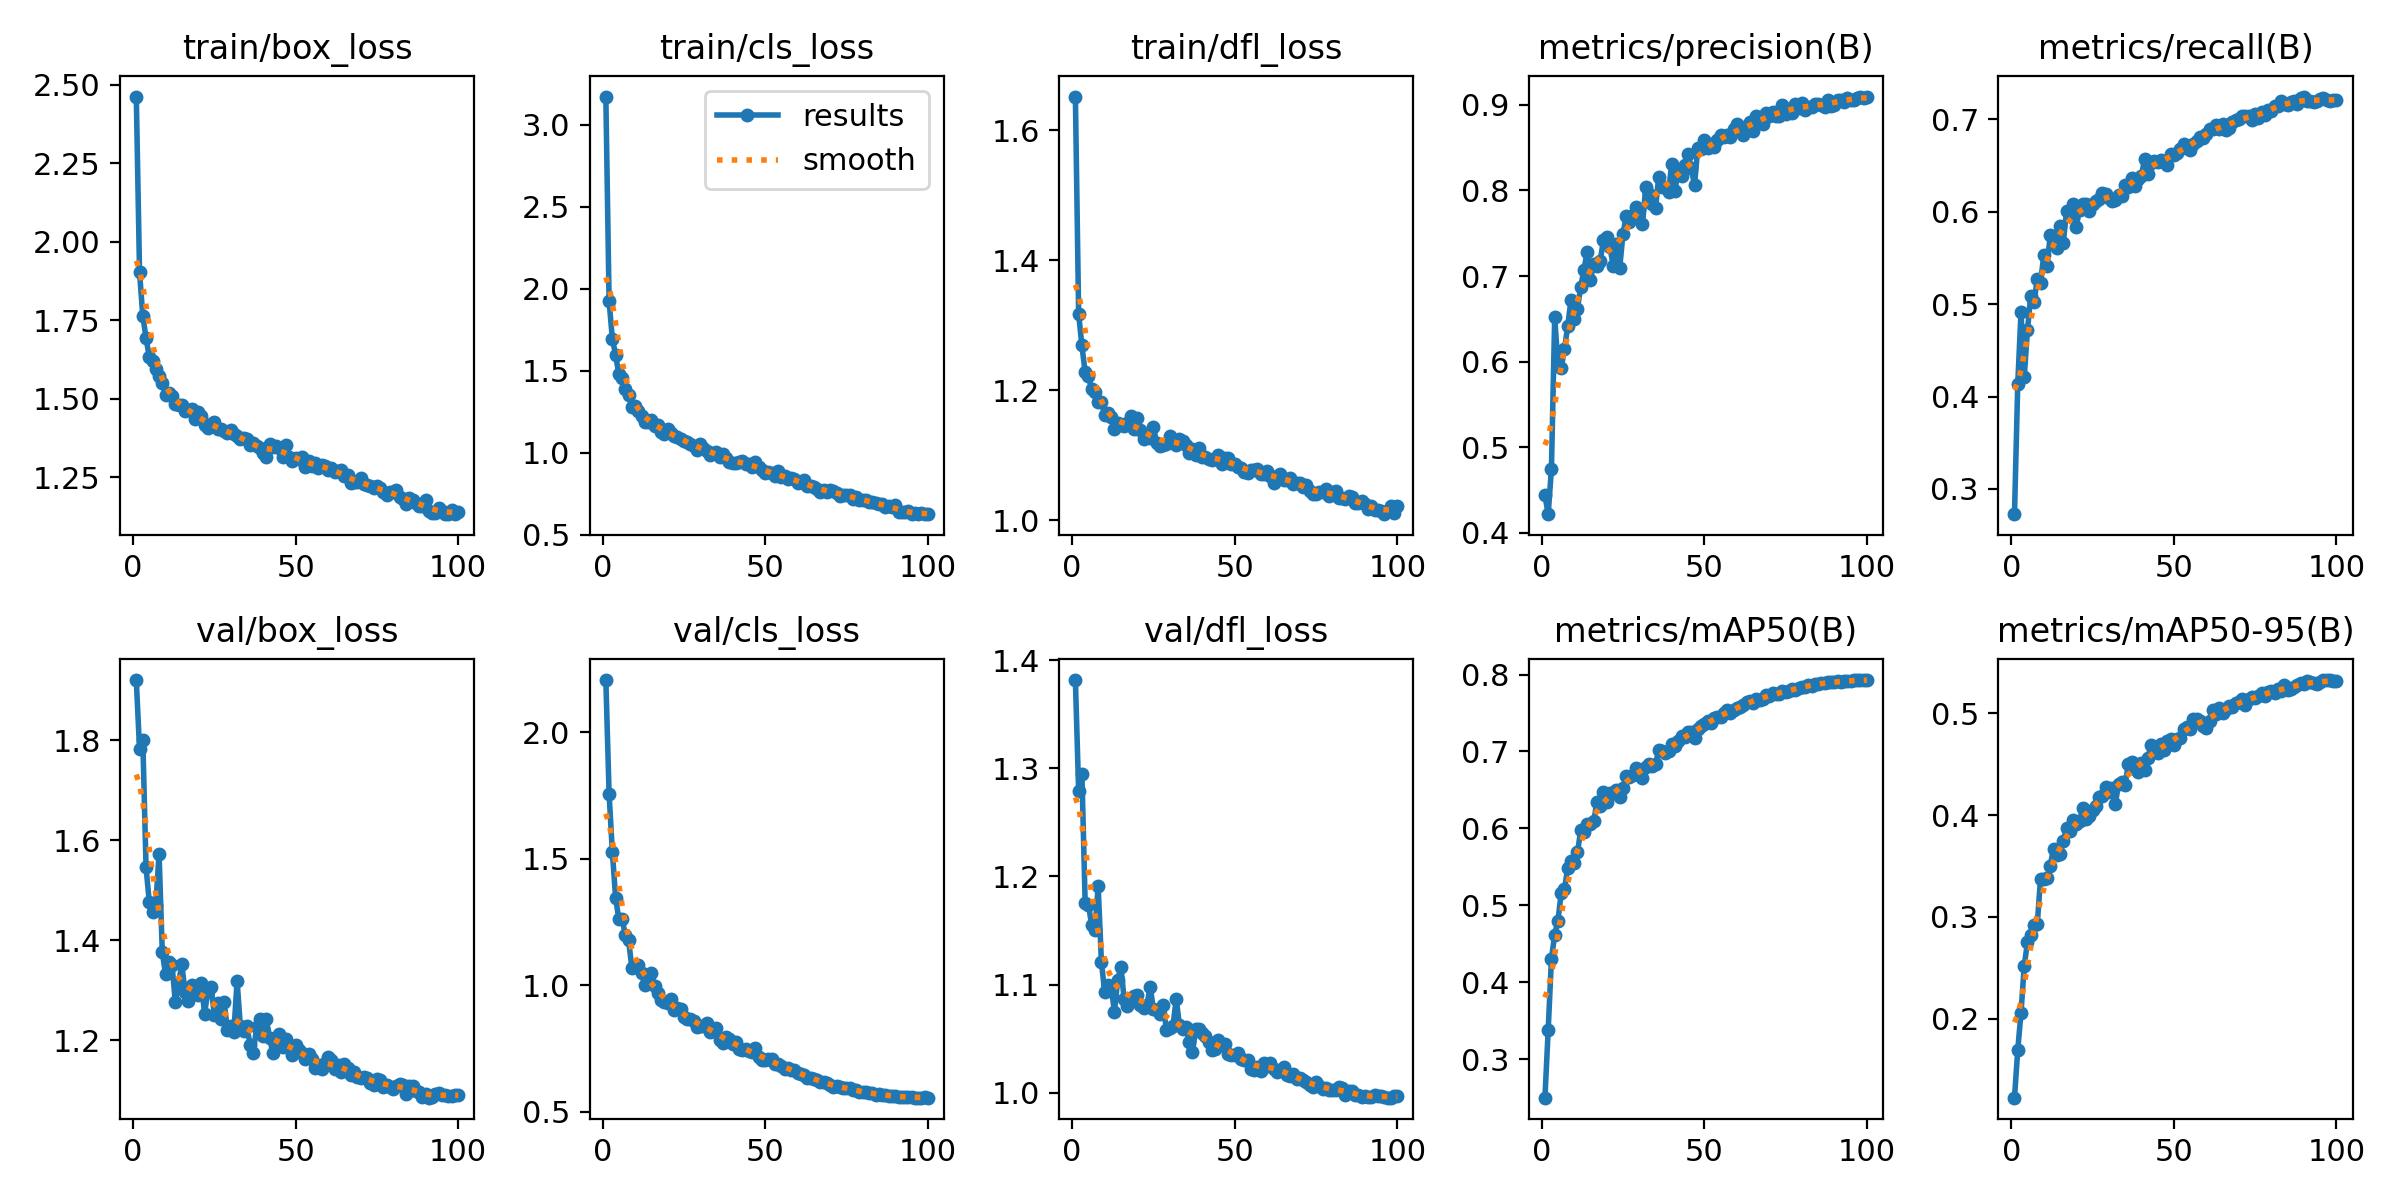 train/box_loss
2.50
2.25
2.00
1.75
1.50
1.25
0 50 100
train/cls_loss
results
smooth
3.0
2.5
2.0
1.5
1.0
0.5
0 50 100
train/dfl_loss
1.6
1.4
1.2
1.0
0 50 100
metrics/precision(B)
0.9
0.8
0.7
0.6
0.5
0.4
0 50 100
metrics/recall(B)
0.7
0.6
0.5
0.4
0.3
0 50 100
val/box_loss
1.8
1.6
1.4
1.2
0 50 100
val/cls_loss
2.0
1.5
1.0
0.5
0 50 100
val/dfl_loss
1.4
1.3
1.2
1.1
1.0
0 50 100
metrics/mAP50(B)
0.8
0.7
0.6
0.5
0.4
0.3
0 50 100
metrics/mAP50-95(B)
0.5
0.4
0.3
0.2
0 50 100